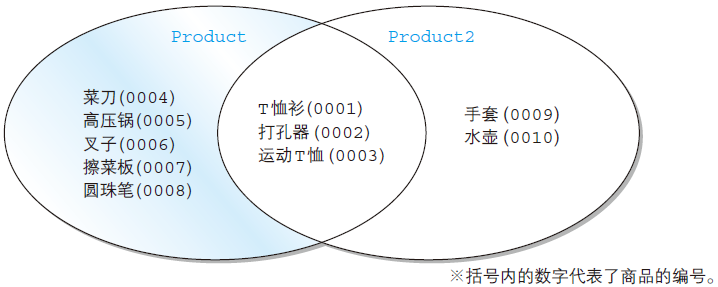 Product
Product2
菜刀(0004)
高压锅(0005)
叉子(0006)
擦菜板(0007)
圆珠笔(0008)
T恤衫(0001)
打孔器(0002)
运动T恤(0003)
手套(0009)
水壶(0010)
※括号内的数字代表了商品的编号。